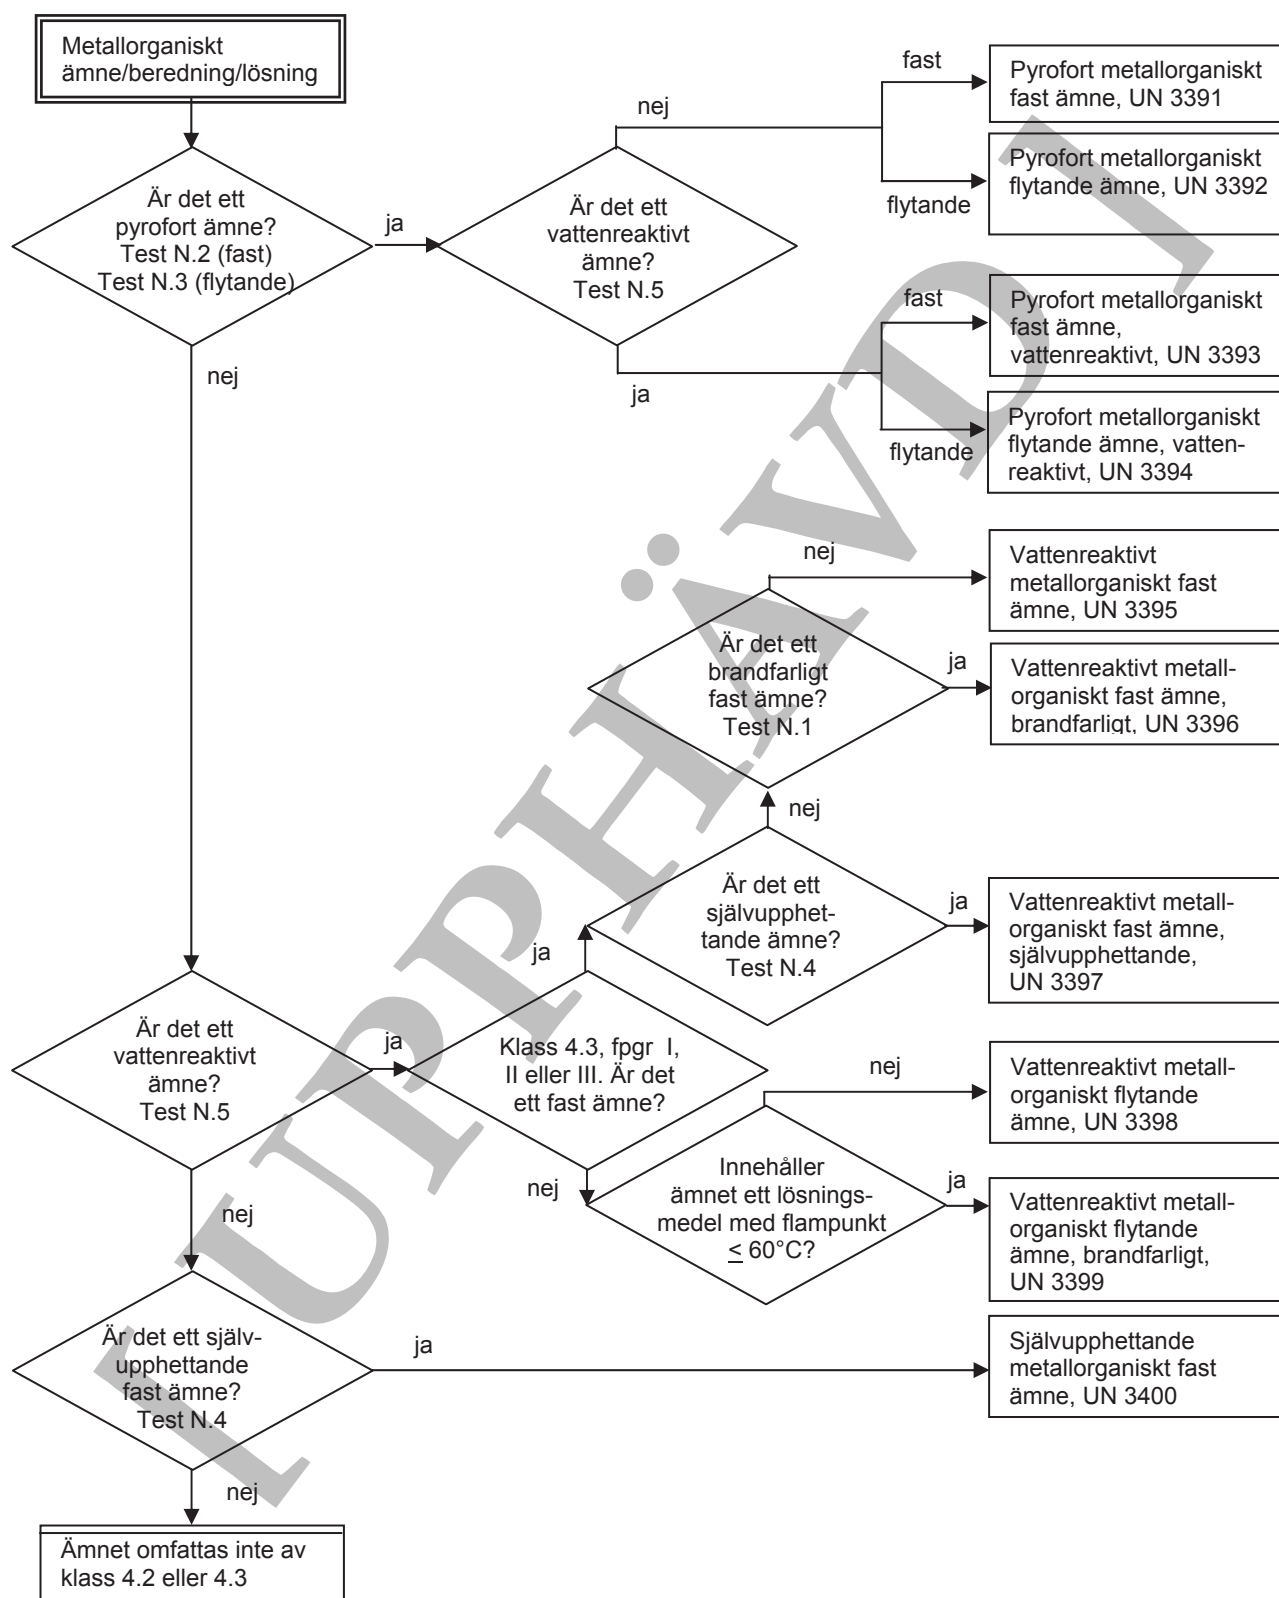 Metallorganiskt
ämne/beredning/lösning
Är det ett
pyrofort ämne?
Test N.2 (fast)
Test N.3 (flytande)
ja
nej
Är det ett
vattenreaktivt
ämne?
Test N.5
nej
fast
Pyrofort metallorganiskt
fast ämne, UN 3391
flytande
Pyrofort metallorganiskt
flytande ämne, UN 3392
ja
fast
Pyrofort metallorganiskt
fast ämne,
vattenreaktivt, UN 3393
flytande
Pyrofort metallorganiskt
flytande ämne, vatten-
reaktivt, UN 3394
nej
Vattenreaktivt
metallorganiskt fast
ämne, UN 3395
Är det ett
brandfarligt
fast ämne?
Test N.1
ja
Vattenreaktivt metall-
organiskt fast ämne,
brandfarligt, UN 3396
nej
Är det ett
självupphet-
tande ämne?
Test N.4
ja
Vattenreaktivt metall-
organiskt fast ämne,
självupphettande,
UN 3397
ja
Är det ett
vattenreaktivt
ämne?
Test N.5
ja
Klass 4.3, fpgr I,
II eller III. Är det
ett fast ämne?
nej
Vattenreaktivt metall-
organiskt flytande
ämne, UN 3398
nej
Innehåller
ämnet ett lösnings-
medel med flampunkt
≤ 60°C?
ja
Vattenreaktivt metall-
organiskt flytande
ämne, brandfarligt,
UN 3399
nej
Är det ett själv-
upphettande
fast ämne?
Test N.4
ja
Självupphettande
metallorganiskt fast
ämne, UN 3400
nej
Ämnet omfattas inte av
klass 4.2 eller 4.3
[ UPPHÄVD ]